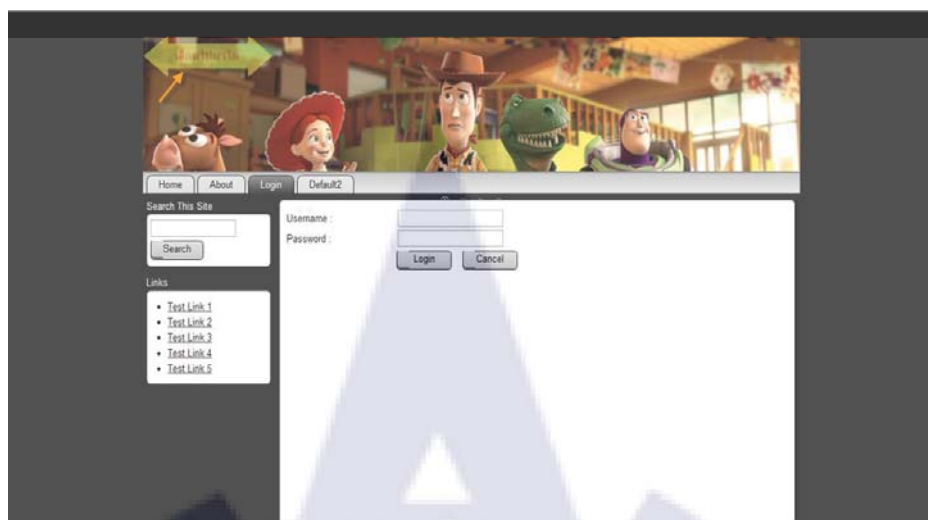 Home About Login Default2
Search This Site
Search
Username :
Password :
Login Cancel
Links
Test Link 1
Test Link 2
Test Link 3
Test Link 4
Test Link 5